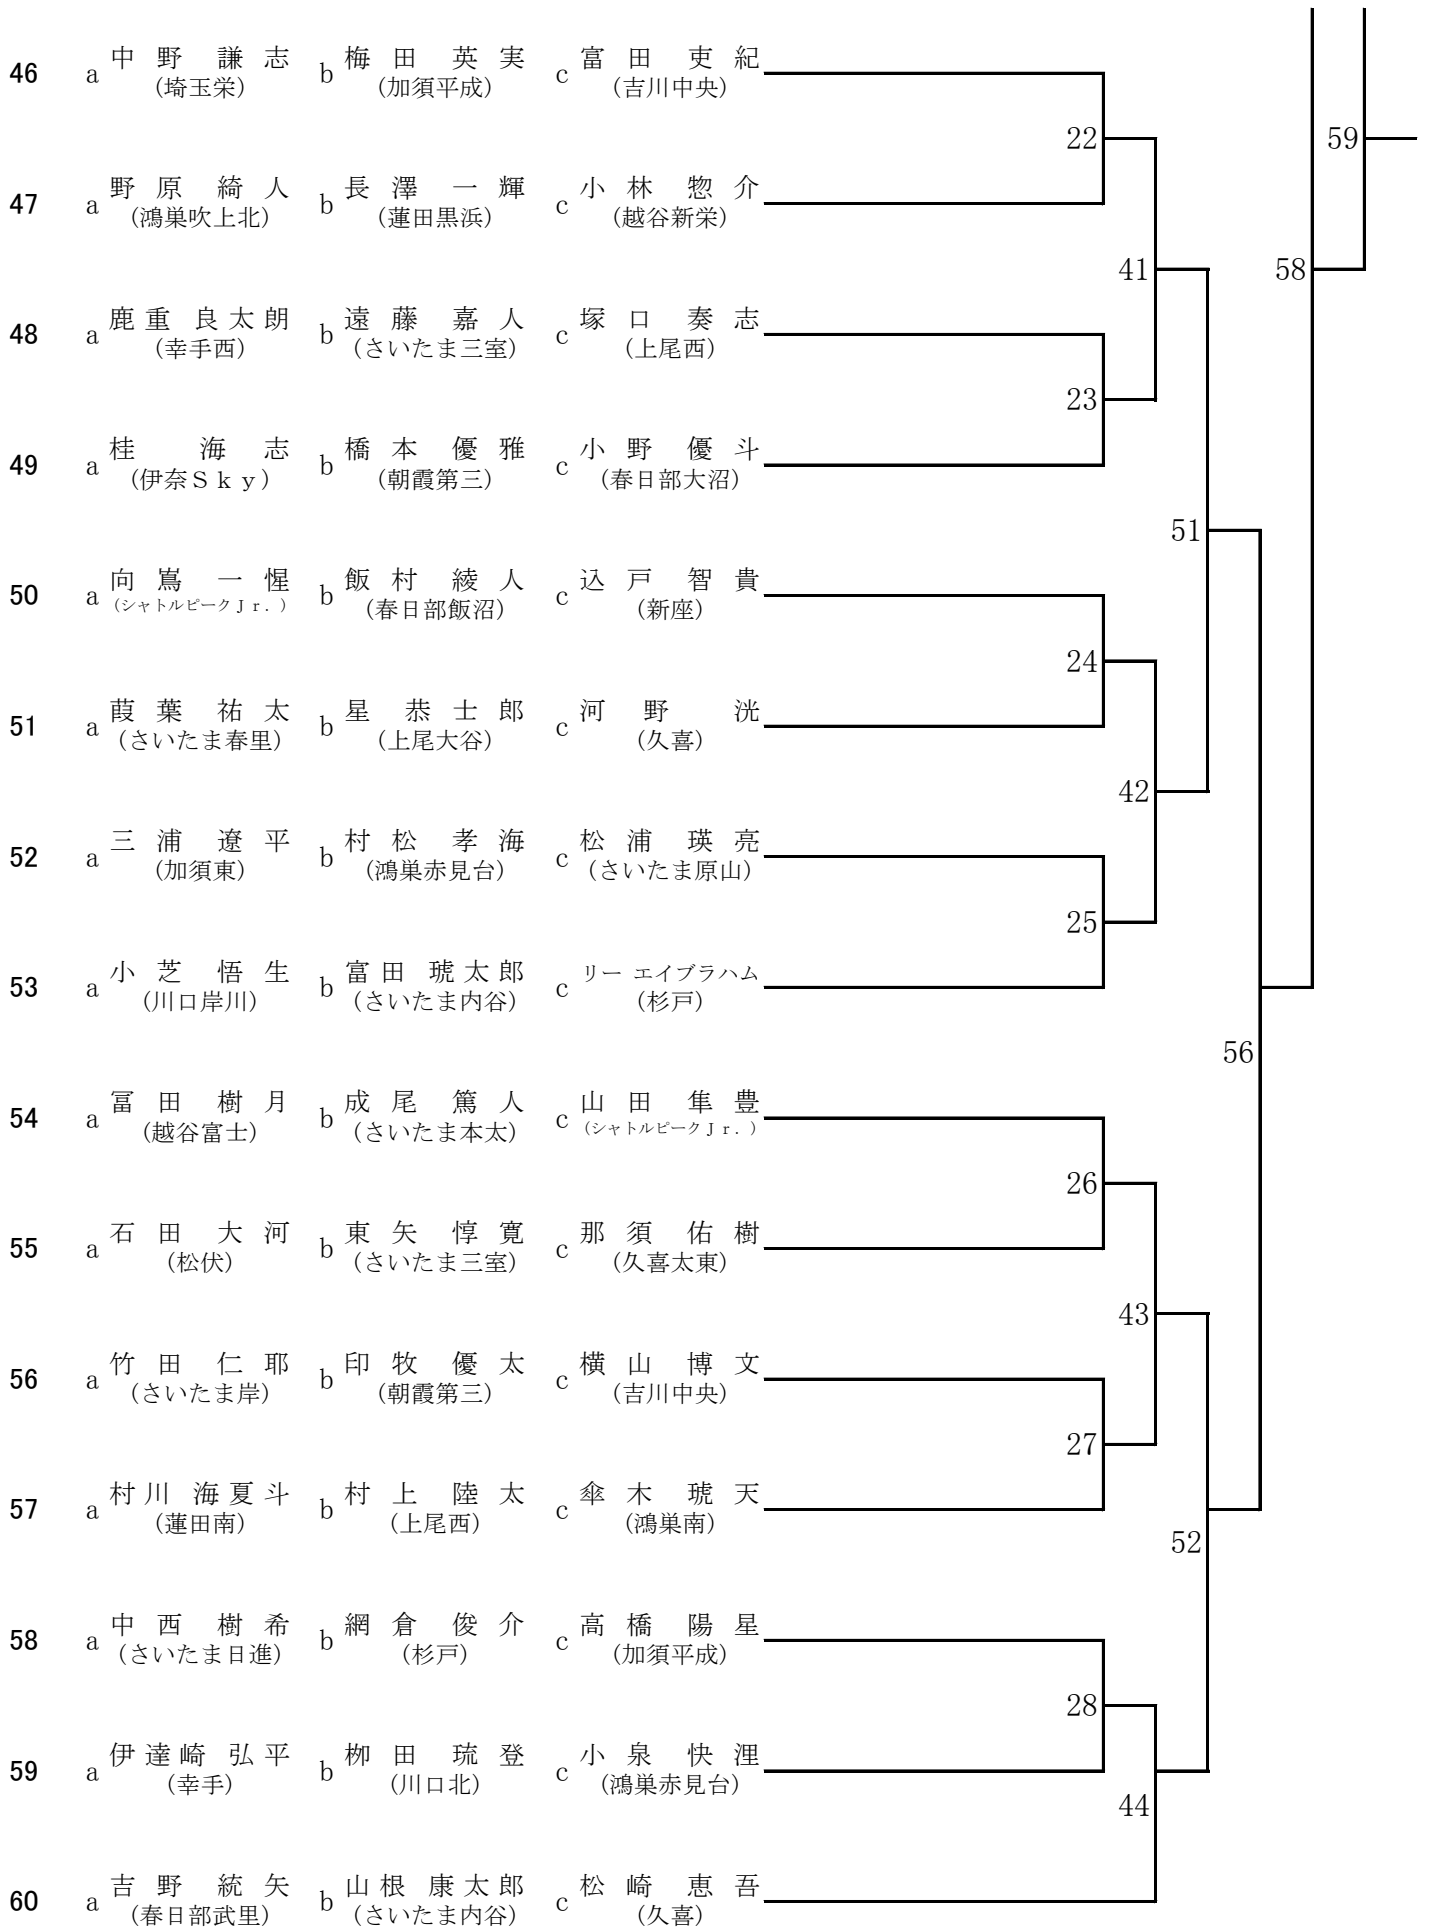 46 a 中野 謙志 b 梅田 英実 c 富田 吏紀
(埼玉栄) (加須平成) (吉川中央)
22 59
47 a 野原 綺人 b 長澤 一輝 c 小林 惣介
(鴻巣吹上北) (蓮田黒浜) (越谷新栄)
41 58
48 a 鹿重 良太朗 b 遠藤 嘉人 c 塚口 奏志
(幸手西) (さいたま三室) (上尾西)
23
49 a 桂 海志 b 橋本 優雅 c 小野 優斗
(伊奈Sky) (朝霞第三) (春日部大沼)
51
50 a 向嶌 一惺 b 飯村 綾人 c 込戸 智貴
(シャトルピークJr.) (春日部飯沼) (新座)
24
51 a 葭葉 祐太 b 星 恭士郎 c 河野 洸
(さいたま春里) (上尾大谷) (久喜)
42
52 a 三浦 遼平 b 村松 孝海 c 松浦 瑛亮
(加須東) (鴻巣赤見台) (さいたま原山)
25
53 a 小芝 悟生 b 富田 琥太郎 c リー エイブラハム
(川口岸川) (さいたま内谷) (杉戸)
56
54 a 冨田 樹月 b 成尾 篤人 c 山田 隼豊
(越谷富士) (さいたま本太) (シャトルピークJr.)
26
55 a 石田 大河 b 東矢 惇寛 c 那須 佑樹
(松伏) (さいたま三室) (久喜太東)
43
56 a 竹田 仁耶 b 印牧 優太 c 横山 博文
(さいたま岸) (朝霞第三) (吉川中央)
27
57 a 村川 海夏斗 b 村上 陸太 c 傘木 琥天
(蓮田南) (上尾西) (鴻巣南)
52
58 a 中西 樹希 b 網倉 俊介 c 高橋 陽星
(さいたま日進) (杉戸) (加須平成)
28
59 a 伊達崎 弘平 b 栁田 琉登 c 小泉 快浬
(幸手) (川口北) (鴻巣赤見台)
44
60 a 吉野 統矢 b 山根 康太郎 c 松崎 恵吾
(春日部武里) (さいたま内谷) (久喜)